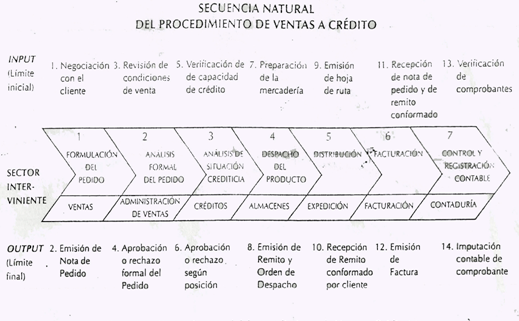 SECUENCIA NATURAL
DEL PROCEDIMIENTO DE VENTAS A CRÉDITO
INPUT
(Límite
inicial)
1. Negociación
con el
cliente
3. Revisión de
condiciones
de venta
5. Verificación
de capacidad
de crédito
7. Preparación
de la
mercadería
9. Emisión
de hoja
de ruta
11. Recepción
de nota de
pedido y de
remito
conformado
13. Verificación
de
comprobantes
SECTOR
INTER-
VINIENTE
1
FORMULACIÓN
DEL
PEDIDO
2
ANÁLISIS
FORMAL
DEL PEDIDO
3
ANÁLISIS DE
SITUACIÓN
CREDITICIA
4
DESPACHO
DEL
PRODUCTO
5
DISTRIBUCIÓN
6
FACTURACIÓN
7
CONTROL Y
REGISTRACIÓN
CONTABLE
VENTAS
ADMINISTRACIÓN
DE VENTAS
CRÉDITOS
ALMACENES
EXPEDICIÓN
FACTURACIÓN
CONTADURÍA
OUTPUT
(Límite
final)
2. Emisión de
Nota de
Pedido
4. Aprobación
o rechazo
formal del
Pedido
6. Aprobación
o rechazo
según
posición
8. Emisión de
Remito y
Orden de
Despacho
10. Recepción
de Remito
conformado
por cliente
12. Emisión
de
Factura
14. Imputación
contable de
comprobante